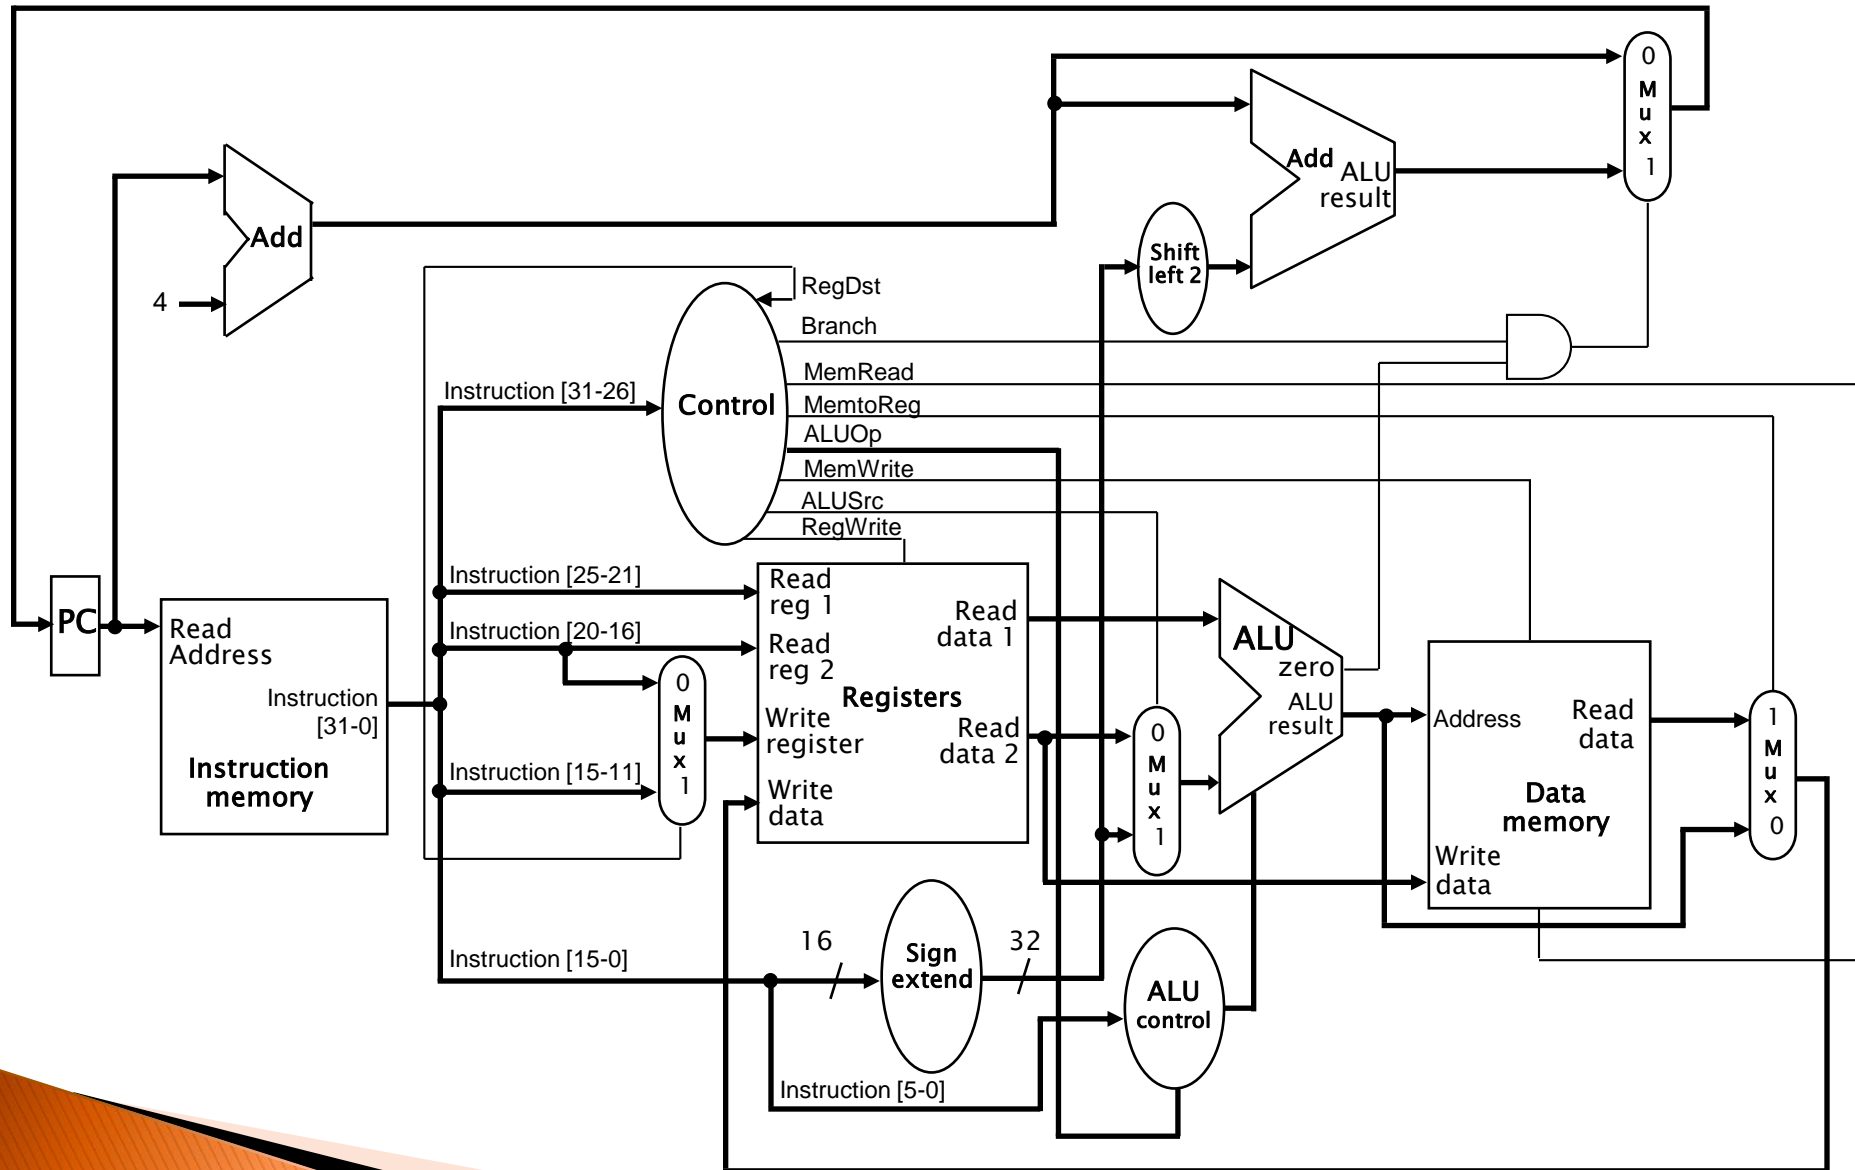 0
M
u
x
1
Add
ALU
result
Add
4
Shift
left 2
RegDst
Branch
MemRead
MemtoReg
ALUOp
MemWrite
ALUSrc
RegWrite
Control
Instruction [31-26]
PC
Read
Address
Instruction
[31-0]
Instruction
memory
Instruction [25-21]
Instruction [20-16]
Instruction [15-11]
Instruction [15-0]
0
M
u
x
1
Read
reg 1
Read
reg 2
Registers
Write
register
Write
data
Read
data 1
Read
data 2
0
M
u
x
1
ALU
zero
ALU
result
Address
Read
data
Data
memory
Write
data
1
M
u
x
0
16
Sign
extend
32
ALU
control
Instruction [5-0]